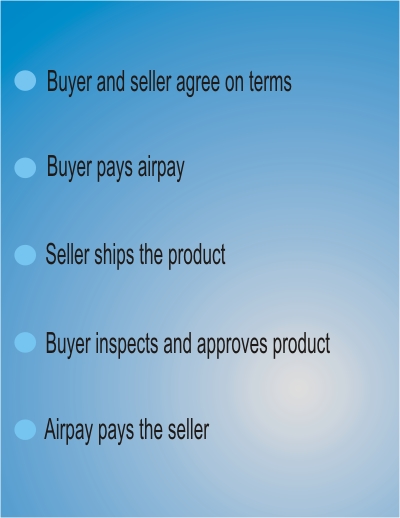 Buyer and seller agree on terms
Buyer pays airpay
Seller ships the product
Buyer inspects and approves product
Airpay pays the seller